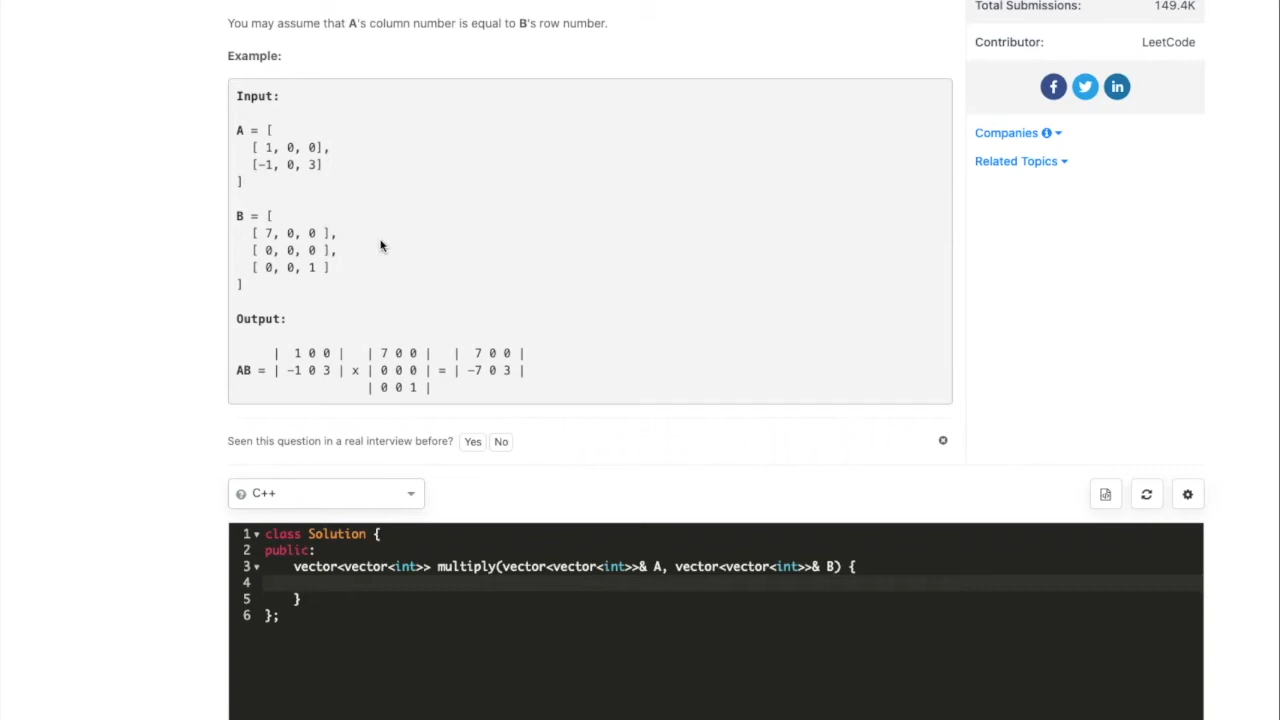 You may assume that A's column number is equal to B's row number.
Example:
Input:
A = [
[ 1, 0, 0],
[-1, 0, 3]
]
B = [
[ 7, 0, 0 ],
[ 0, 0, 0 ],
[ 0, 0, 1 ]
]
Output:
| 1 0 0 | | 7 0 0 | | 7 0 0 |
AB = | -1 0 3 | x | 0 0 0 | = | -7 0 3 |
| 0 0 1 |
Seen this question in a real interview before? Yes No
Total Submissions: 149.4K
Contributor: LeetCode
Companies
Related Topics
C++
1 class Solution {
2 public:
3 vector<vector<int>> multiply(vector<vector<int>>& A, vector<vector<int>>& B) {
4
5 }
6 };